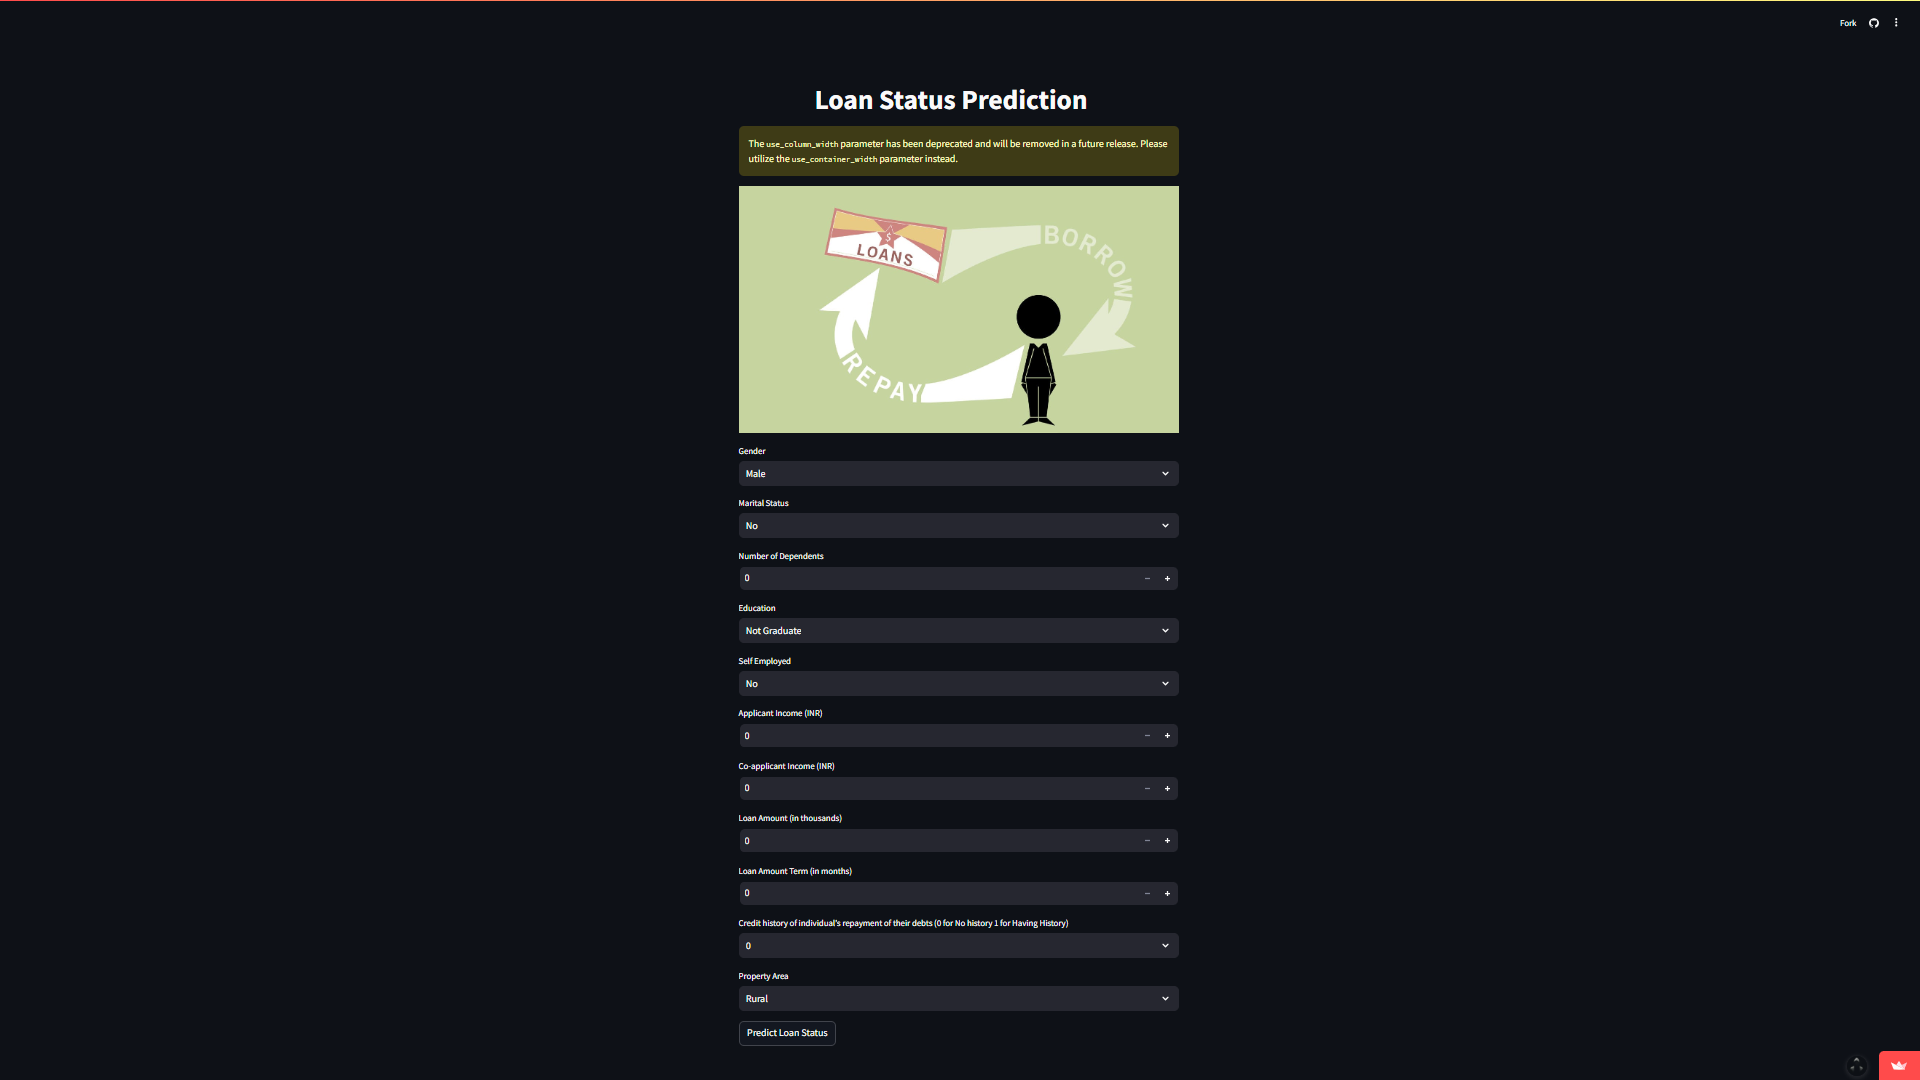 Fork
Loan Status Prediction
The use_column_width parameter has been deprecated and will be removed in a future release. Please
utilize the use_container_width parameter instead.
$
LOANS
BORROW
REPAY
Gender
Male
Marital Status
No
Number of Dependents
0
Education
Not Graduate
Self Employed
No
Applicant Income (INR)
0
Co-applicant Income (INR)
0
Loan Amount (in thousands)
0
Loan Amount Term (in months)
0
Credit history of individual's repayment of their debts (0 for No history 1 for Having History)
0
Property Area
Rural
Predict Loan Status